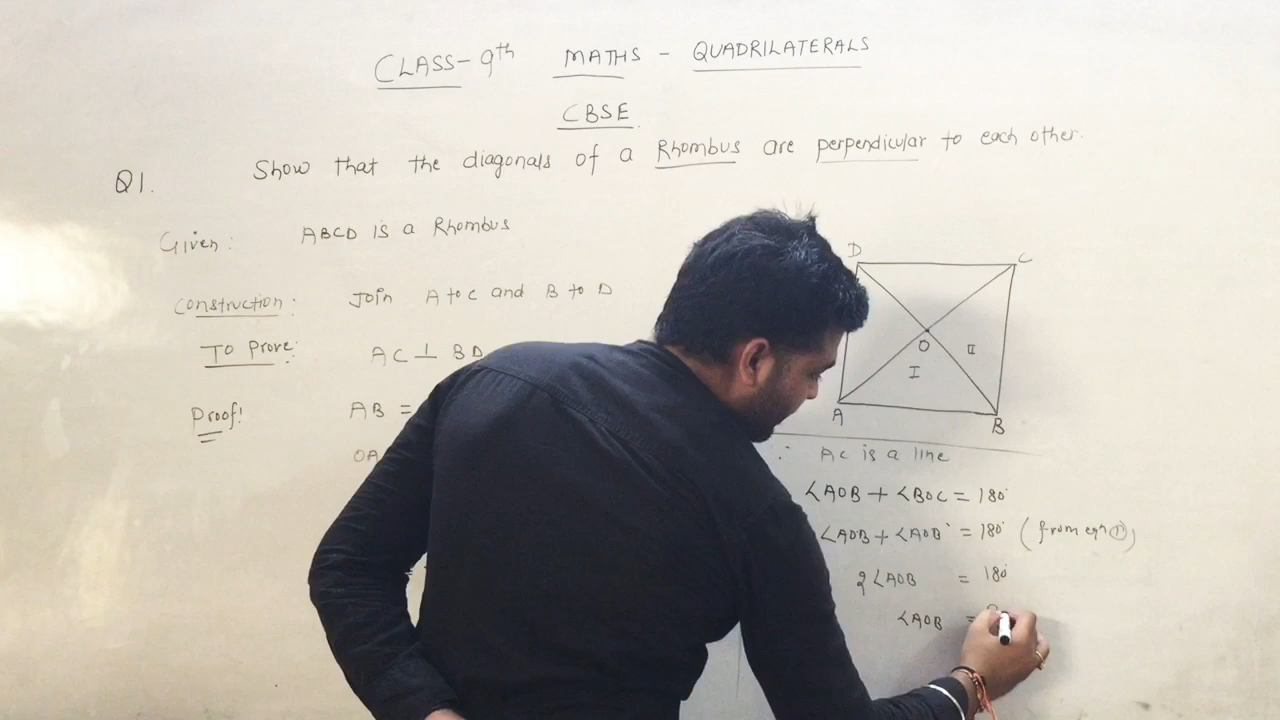 CLASS-9th MATHS - QUADRILATERALS
CBSE
Q1. Show that the diagonals of a Rhombus are perpendicular to each other.
Given: ABCD is a Rhombus
Construction: Join A to C and B to D
To Prove: AC ⊥ BD
Proof! AB =
OA
D C
O II
I
A B
∵ AC is a line
∠AOB + ∠BOC = 180°
∠AOB + ∠AOB = 180° (from eqn ①)
2∠AOB = 180°
∠AOB =